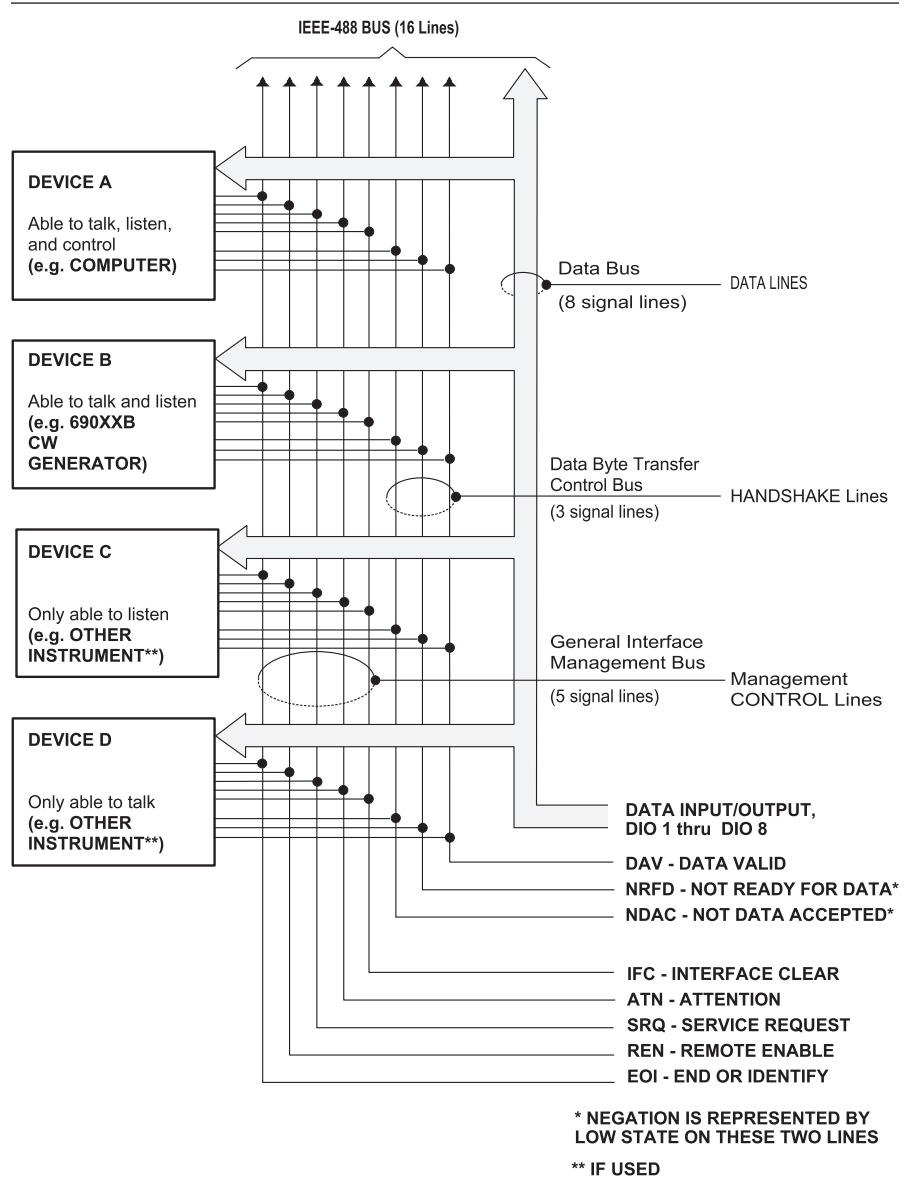 IEEE-488 BUS (16 Lines)
DEVICE A
Able to talk, listen,
and control
(e.g. COMPUTER)
Data Bus
(8 signal lines)
DATA LINES
DEVICE B
Able to talk and listen
(e.g. 690XXB
CW
GENERATOR)
Data Byte Transfer
Control Bus
(3 signal lines)
HANDSHAKE Lines
DEVICE C
Only able to listen
(e.g. OTHER
INSTRUMENT**)
General Interface
Management Bus
(5 signal lines)
Management
CONTROL Lines
DEVICE D
Only able to talk
(e.g. OTHER
INSTRUMENT**)
DATA INPUT/OUTPUT,
DIO 1 thru DIO 8
DAV - DATA VALID
NRFD - NOT READY FOR DATA*
NDAC - NOT DATA ACCEPTED*
IFC - INTERFACE CLEAR
ATN - ATTENTION
SRQ - SERVICE REQUEST
REN - REMOTE ENABLE
EOI - END OR IDENTIFY
* NEGATION IS REPRESENTED BY
LOW STATE ON THESE TWO LINES
** IF USED